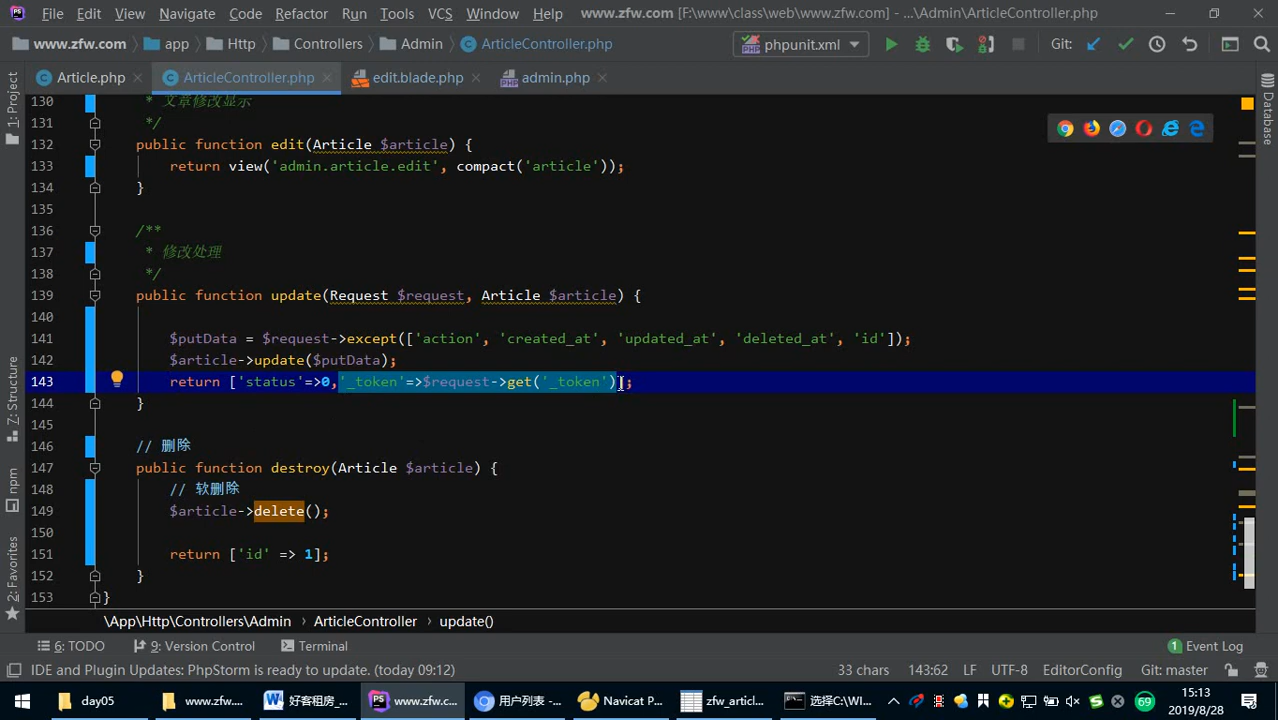 File Edit View Navigate Code Refactor Run Tools VCS Window Help www.zfw.com [F:\www\class\web\www.zfw.com] - ...\Admin\ArticleController.php
www.zfw.com app Http Controllers Admin ArticleController.php phpunit.xml Git:
Article.php ArticleController.php edit.blade.php admin.php
1: Project
Z: Structure
npm
2: Favorites
Database
130 * 文章修改显示
131 */
132 public function edit(Article $article) {
133 return view('admin.article.edit', compact('article'));
134 }
135
136 /**
137 * 修改处理
138 */
139 public function update(Request $request, Article $article) {
140
141 $putData = $request->except(['action', 'created_at', 'updated_at', 'deleted_at', 'id']);
142 $article->update($putData);
143 return ['status'=>0,'_token'=>$request->get('_token')];
144 }
145
146 // 删除
147 public function destroy(Article $article) {
148 // 软删除
149 $article->delete();
150
151 return ['id' => 1];
152 }
153 }
\App\Http\Controllers\Admin ArticleController update()
6: TODO 9: Version Control Terminal 1 Event Log
IDE and Plugin Updates: PhpStorm is ready to update. (today 09:12) 33 chars 143:62 LF UTF-8 EditorConfig Git: master
day05 www.zfw.... 好客租房_... www.zfw.c... 用户列表 -... Navicat P... zfw_articl... 选择C:\WI... 69 15:13
2019/8/28